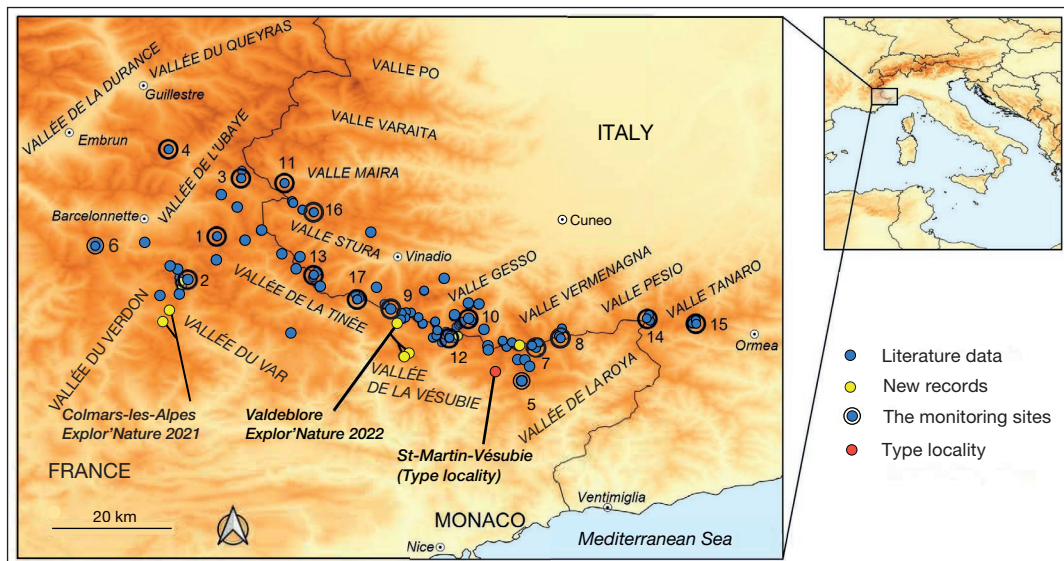 VALLÉE DE LA DURANCE
VALLÉE DU QUEYRAS
Guillestre
VALLE PO
Embrun
VALLE VARAITA
ITALY
4
VALLÉE DE L'UBAYE
3
11
VALLE MAIRA
Barcelonnette
16
Cuneo
6
1
VALLE STURA
Vinadio
13
2
VALLÉE DE LA TINÉE
17
VALLE GESSO
9
10
VALLE VERMENAGNA
VALLE PESIO
VALLE TANARO
14
15
Ormea
12
7
8
VALLÉE DU VERDON
VALLÉE DU VAR
VALLÉE
DE LA VÉSUBIE
5
VALLÉE DE LA ROYA
Colmars-les-Alpes
Explor'Nature 2021
Valdeblore
Explor'Nature 2022
St-Martin-Vésubie
(Type locality)
FRANCE
20 km
MONACO
Ventimiglia
Nice
Mediterranean Sea
Literature data
New records
The monitoring sites
Type locality